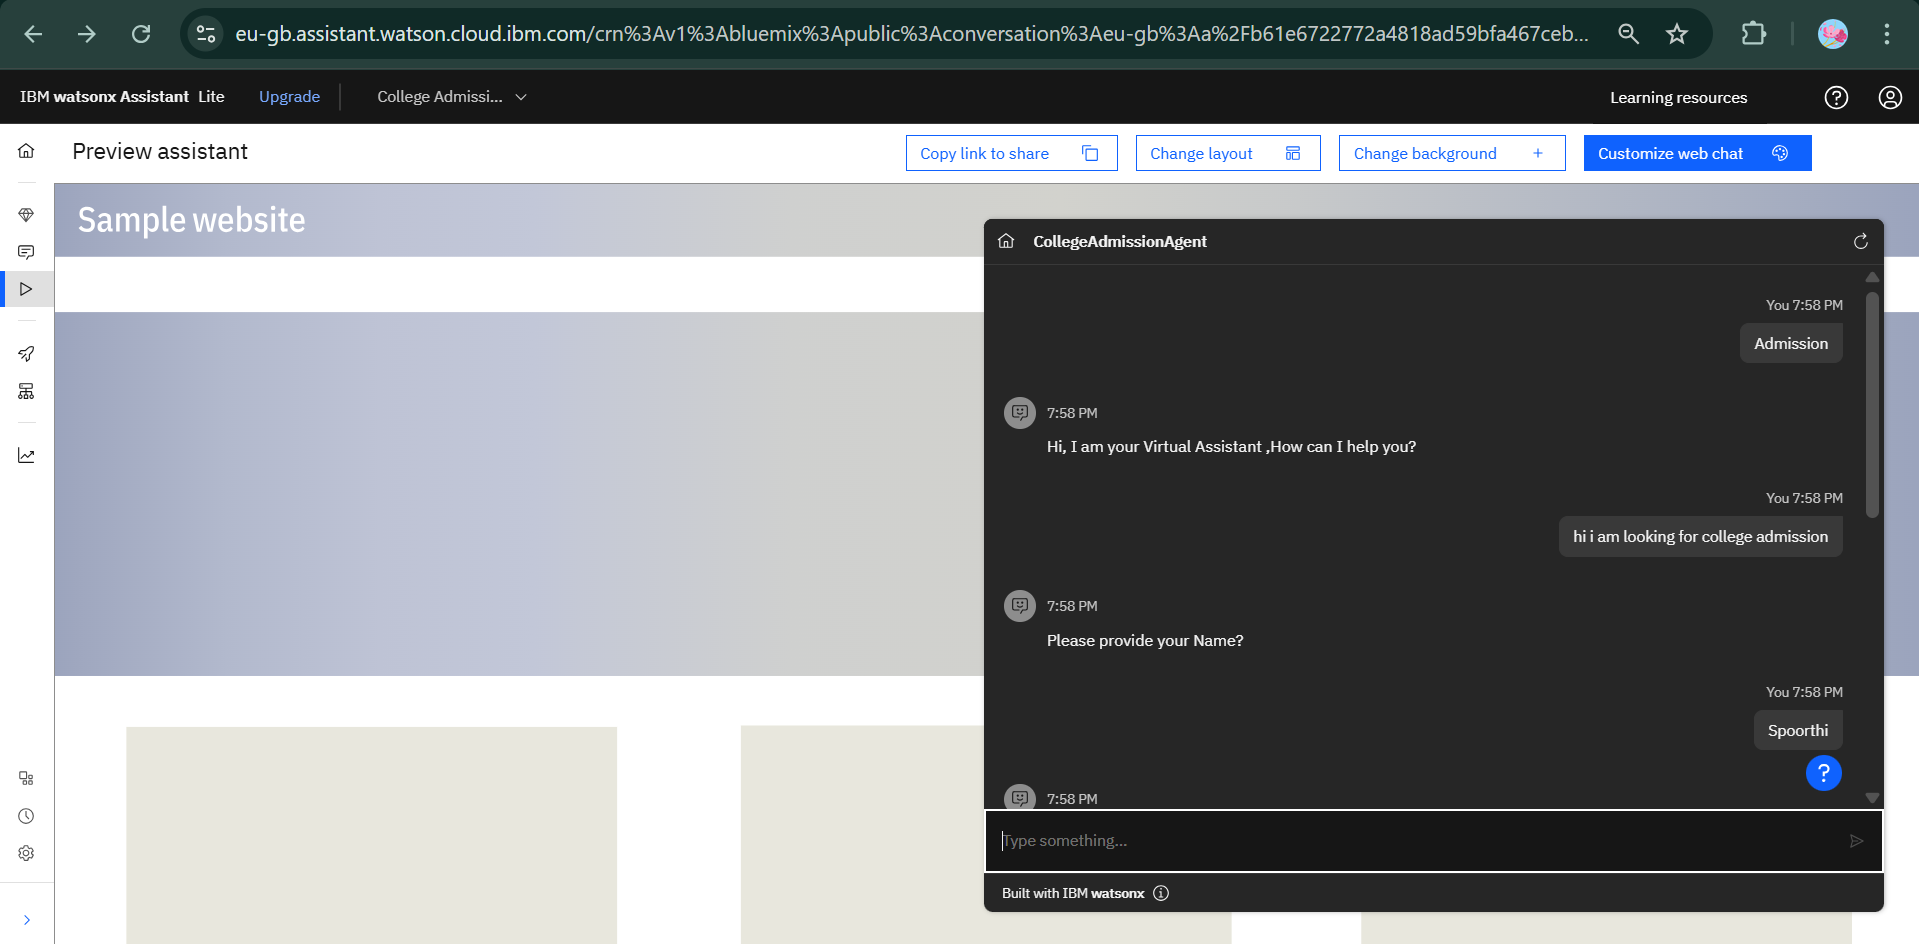 eu-gb.assistant.watson.cloud.ibm.com/crn%3Av1%3Abluemix%3Apublic%3Aconversation%3Aeu-gb%3Aa%2Fb61e6722772a4818ad59bfa467ceb...
IBM watsonx Assistant Lite Upgrade College Admissi... Learning resources
Preview assistant Copy link to share Change layout Change background + Customize web chat
Sample website
CollegeAdmissionAgent
You 7:58 PM
Admission
7:58 PM
Hi, I am your Virtual Assistant ,How can I help you?
You 7:58 PM
hi i am looking for college admission
7:58 PM
Please provide your Name?
You 7:58 PM
Spoorthi
?
7:58 PM
Type something...
Built with IBM watsonx